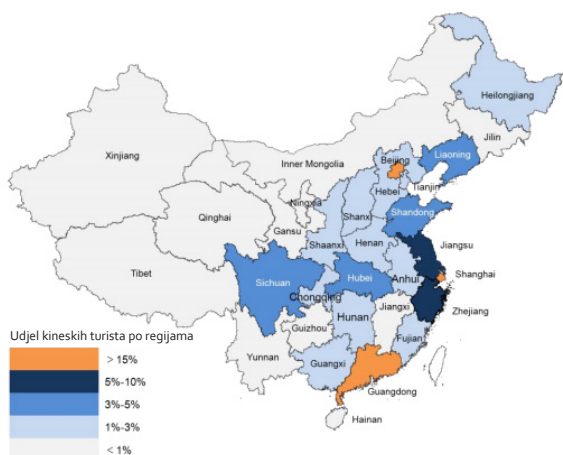 Heilongjiang
Jilin
Xinjiang
Inner Mongolia
Beijing
Liaoning
Tianjin
Hebei
Ningxia
Shanxi
Shandong
Qinghai
Gansu
Shaanxi
Henan
Jiangsu
Tibet
Sichuan
Hubei
Anhui
Shanghai
Chongqing
Zhejiang
Hunan
Jiangxi
Guizhou
Fujian
Yunnan
Guangxi
Guangdong
Hainan
Udjel kineskih turista po regijama
> 15%
5%-10%
3%-5%
1%-3%
< 1%